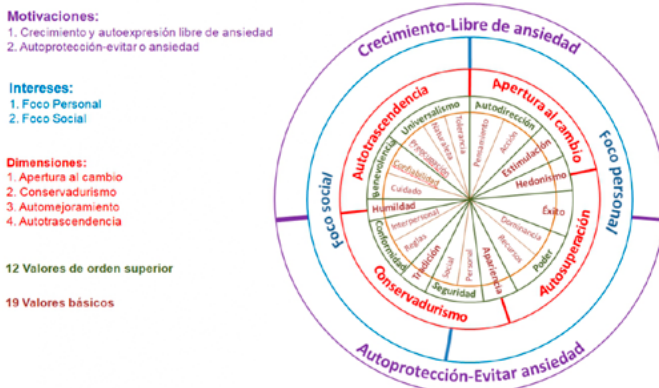 Motivaciones:
1. Crecimiento y autoexpresión libre de ansiedad
2. Autoprotección-evitar o ansiedad
Intereses:
1. Foco Personal
2. Foco Social
Dimensiones:
1. Apertura al cambio
2. Conservadurismo
3. Automejoramiento
4. Autotrascendencia
12 Valores de orden superior
19 Valores básicos
Crecimiento-Libre de ansiedad
Autoprotección-Evitar ansiedad
Foco personal
Foco social
Apertura al cambio
Autosuperación
Conservadurismo
Autotrascendencia
Autodirección
Estimulación
Hedonismo
Éxito
Poder
Apariencia
Seguridad
Tradición
Conformidad
Humildad
Benevolencia
Universalismo
Pensamiento
Acción
Dominancia
Recursos
Personal
Social
Reglas
Interpersonal
Cuidado
Confiabilidad
Preocupación
Naturaleza
Tolerancia